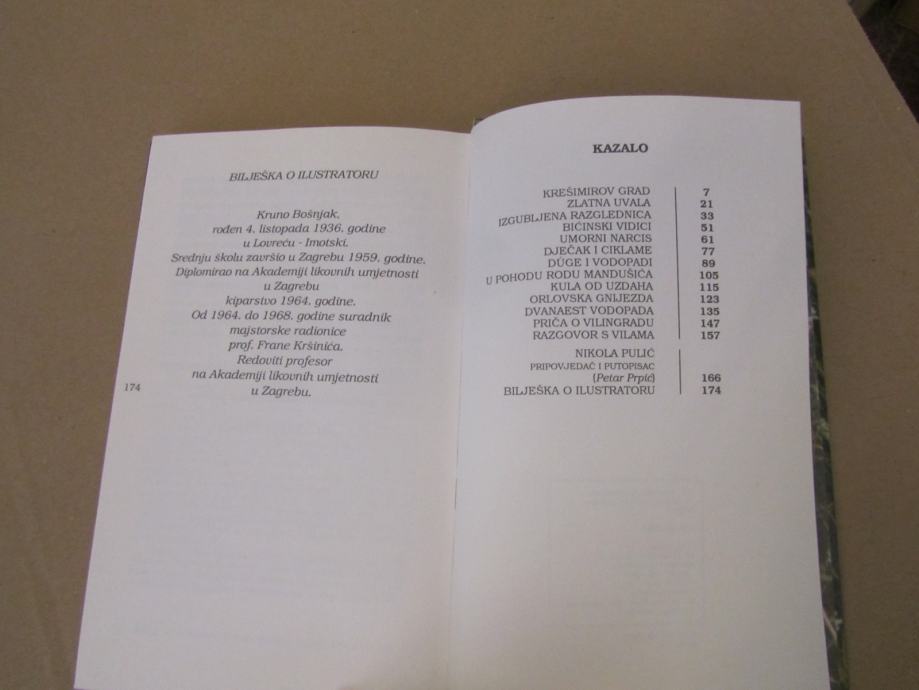 BILJEŠKA O ILUSTRATORU
Kruno Bošnjak,
rođen 4. listopada 1936. godine
u Lovreću - Imotski.
Srednju školu završio u Zagrebu 1959. godine.
Diplomirao na Akademiji likovnih umjetnosti
u Zagrebu
kiparstvo 1964. godine.
Od 1964. do 1968. godine suradnik
majstorske radionice
prof. Frane Kršinića.
Redoviti profesor
na Akademiji likovnih umjetnosti
u Zagrebu.
174
KAZALO
KREŠIMIROV GRAD 7
ZLATNA UVALA 21
IZGUBLJENA RAZGLEDNICA 33
BIĆINSKI VIDICI 51
UMORNI NARCIS 61
DJEČAK I CIKLAME 77
DÚGE I VODOPADI 89
U POHODU RODU MANDUŠIĆA 105
KULA OD UZDAHA 115
ORLOVSKA GNIJEZDA 123
DVANAEST VODOPADA 135
PRIČA O VILINGRADU 147
RAZGOVOR S VILAMA 157
NIKOLA PULIĆ
PRIPOVJEDAČ I PUTOPISAC
(Petar Prpić) 166
BILJEŠKA O ILUSTRATORU 174